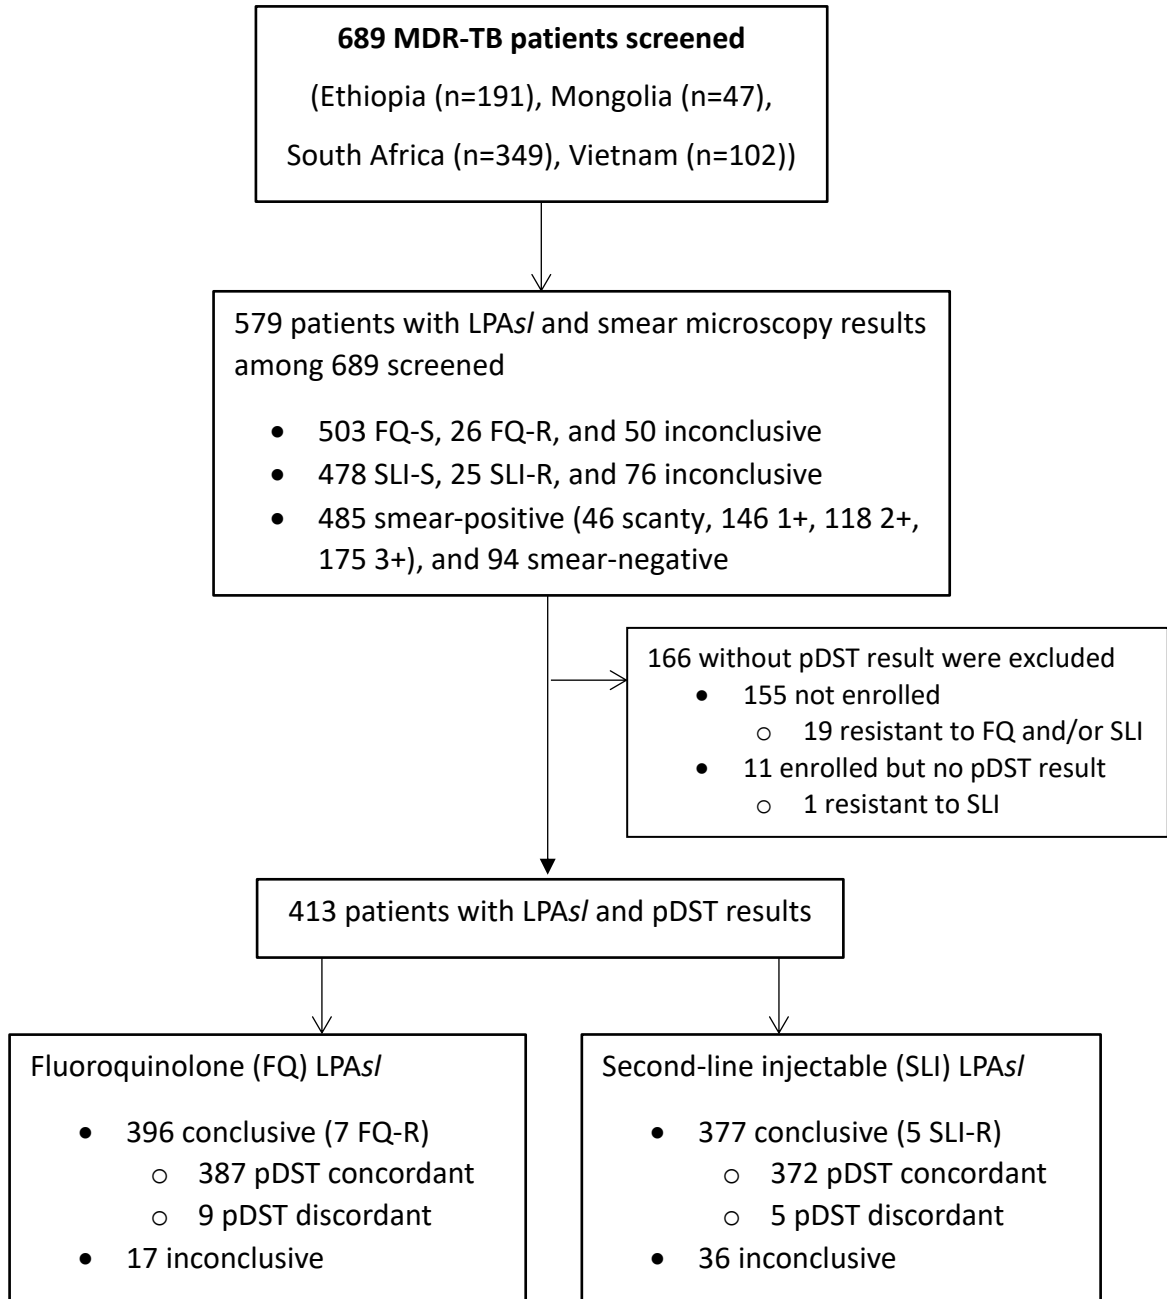 689 MDR-TB patients screened
(Ethiopia (n=191), Mongolia (n=47),
South Africa (n=349), Vietnam (n=102))
579 patients with LPAsl and smear microscopy results
among 689 screened
• 503 FQ-S, 26 FQ-R, and 50 inconclusive
• 478 SLI-S, 25 SLI-R, and 76 inconclusive
• 485 smear-positive (46 scanty, 146 1+, 118 2+,
175 3+), and 94 smear-negative
166 without pDST result were excluded
• 155 not enrolled
o 19 resistant to FQ and/or SLI
• 11 enrolled but no pDST result
o 1 resistant to SLI
413 patients with LPAsl and pDST results
Fluoroquinolone (FQ) LPAsl
• 396 conclusive (7 FQ-R)
o 387 pDST concordant
o 9 pDST discordant
• 17 inconclusive
Second-line injectable (SLI) LPAsl
• 377 conclusive (5 SLI-R)
o 372 pDST concordant
o 5 pDST discordant
• 36 inconclusive